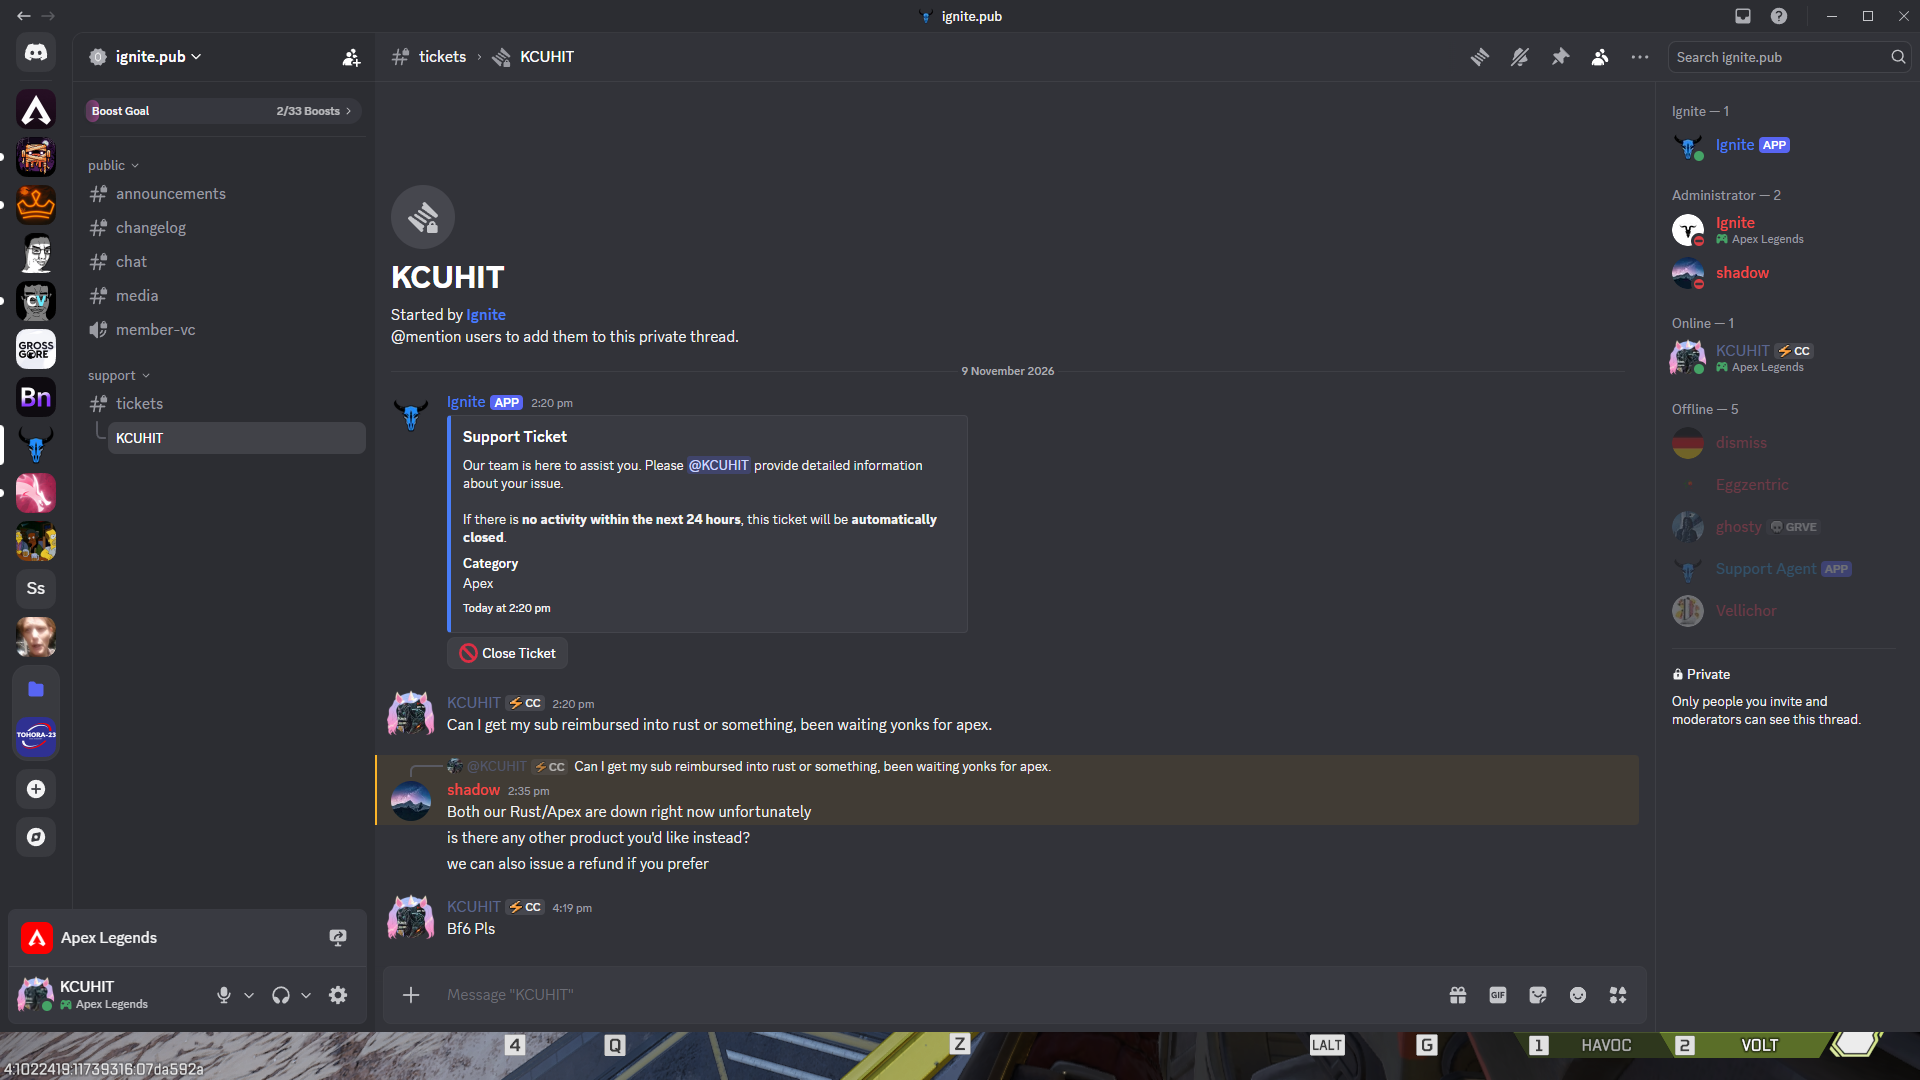 ignite.pub
ignite.pub
tickets
KCUHIT
Search ignite.pub
Boost Goal
2/33 Boosts
public
announcements
changelog
chat
media
member-vc
support
tickets
KCUHIT
CV
GROSS
GORE
Bn
Ss
TOHORA-23
Apex Legends
KCUHIT
Apex Legends
KCUHIT
Started by Ignite
@mention users to add them to this private thread.
9 November 2026
Ignite APP 2:20 pm
Support Ticket
Our team is here to assist you. Please @KCUHIT provide detailed information
about your issue.
If there is no activity within the next 24 hours, this ticket will be automatically
closed.
Category
Apex
Today at 2:20 pm
Close Ticket
KCUHIT CC 2:20 pm
Can I get my sub reimbursed into rust or something, been waiting yonks for apex.
@KCUHIT CC Can I get my sub reimbursed into rust or something, been waiting yonks for apex.
shadow 2:35 pm
Both our Rust/Apex are down right now unfortunately
is there any other product you'd like instead?
we can also issue a refund if you prefer
KCUHIT CC 4:19 pm
Bf6 Pls
Message "KCUHIT"
GIF
Ignite — 1
Ignite APP
Administrator — 2
Ignite
Apex Legends
shadow
Online — 1
KCUHIT CC
Apex Legends
Offline — 5
dismiss
Eggzentric
ghosty GRVE
Support Agent APP
Vellichor
Private
Only people you invite and
moderators can see this thread.
4 Q Z LALT G 1 HAVOC 2 VOLT
4:1022419:11739316:07da592a